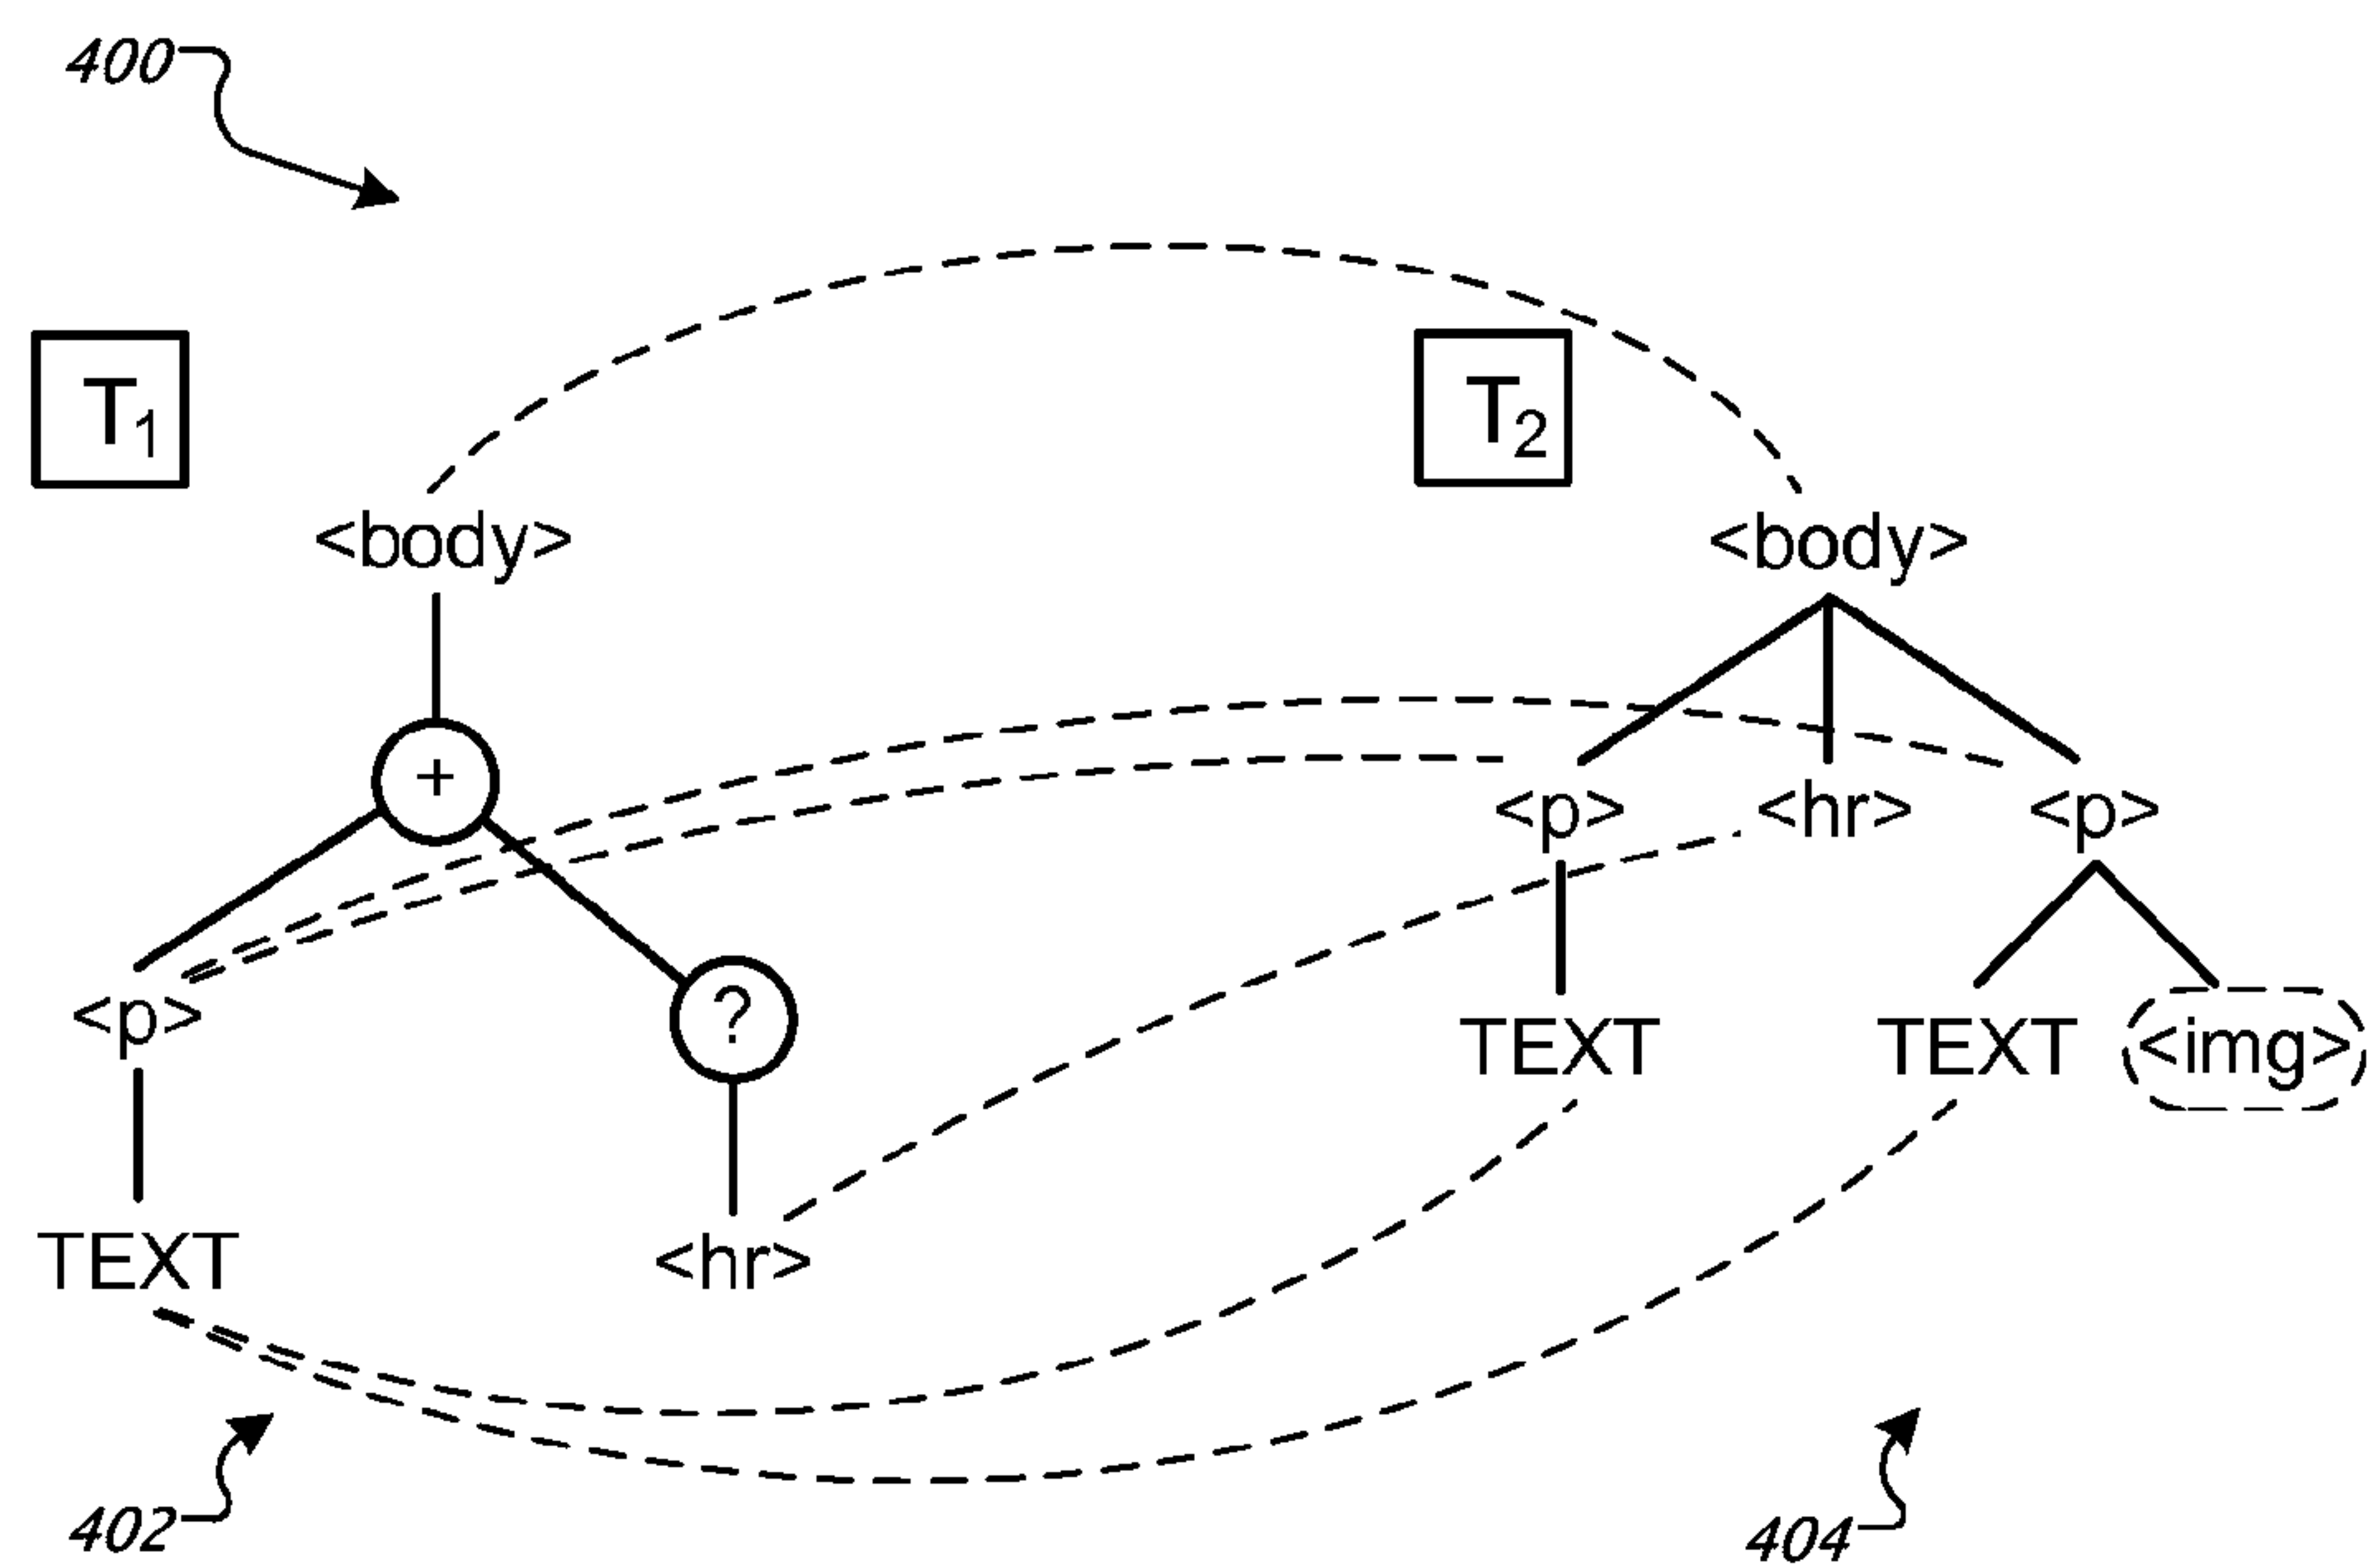 400
T1
T2
<body>
<body>
+
<p> <hr> <p>
<p>
?
TEXT TEXT <img>
TEXT
<hr>
402
404